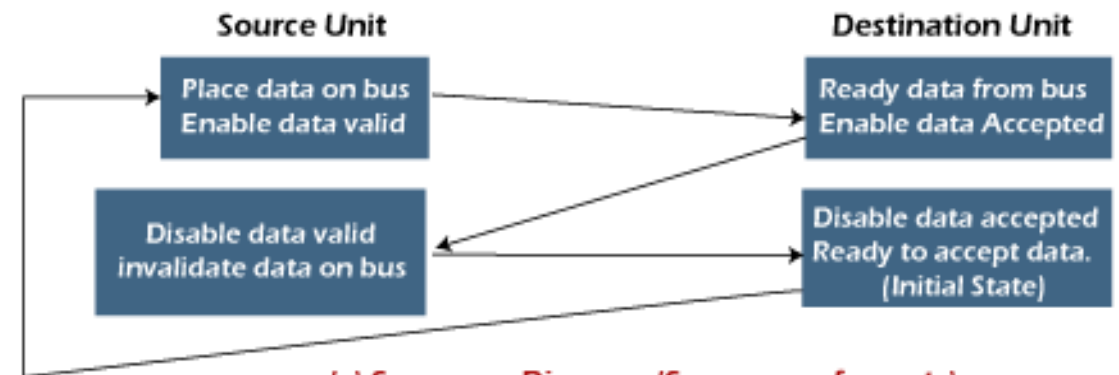 Source Unit
Destination Unit
Place data on bus
Enable data valid
Ready data from bus
Enable data Accepted
Disable data valid
invalidate data on bus
Disable data accepted
Ready to accept data.
(Initial State)